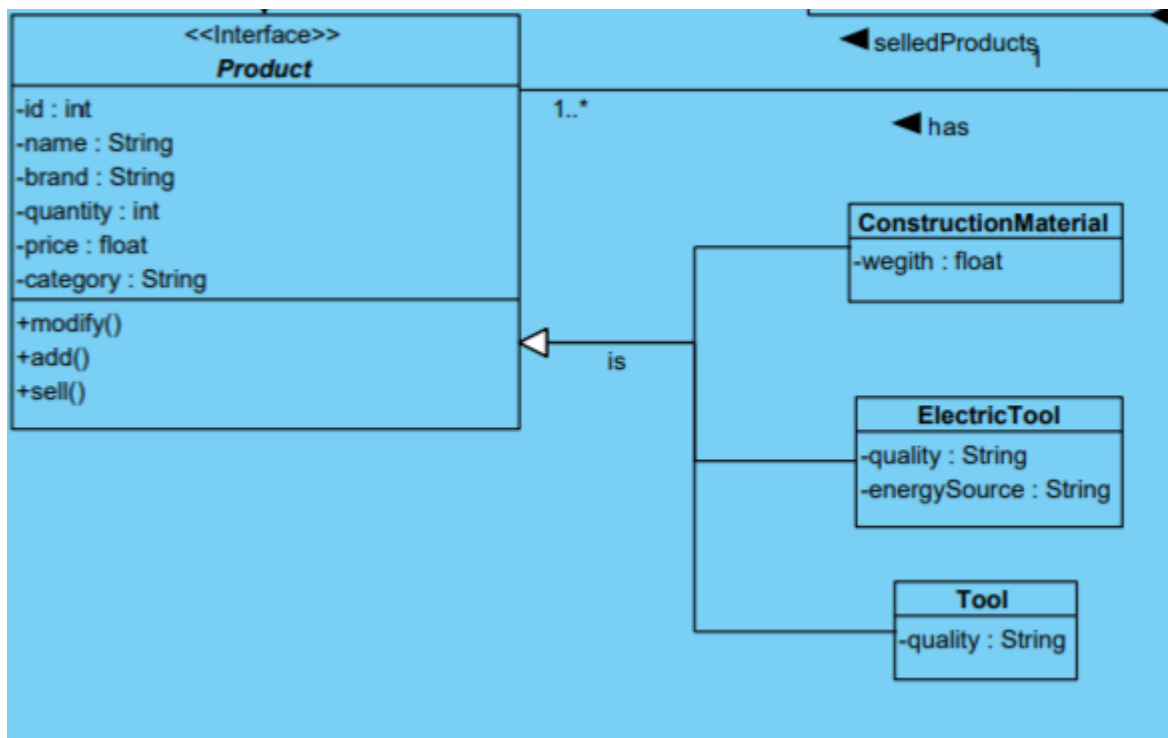 <<Interface>>
Product
-id : int
-name : String
-brand : String
-quantity : int
-price : float
-category : String
+modify()
+add()
+sell()
selledProducts
1
1..*
has
is
ConstructionMaterial
-wegith : float
ElectricTool
-quality : String
-energySource : String
Tool
-quality : String